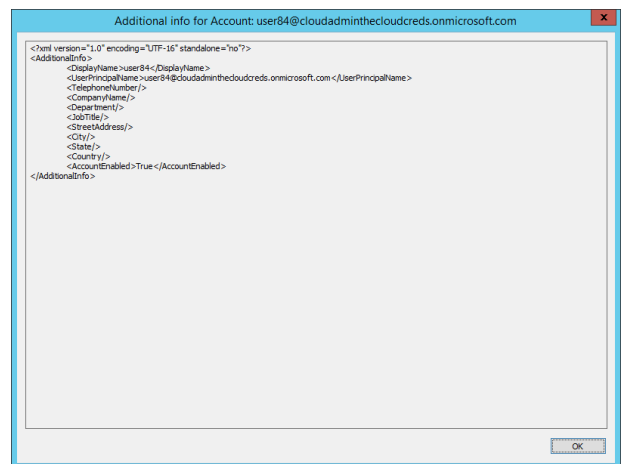 Additional info for Account: user84@cloudadminthecloudcreds.onmicrosoft.com
x
<?xml version="1.0" encoding="UTF-16" standalone="no"?>
<AdditionalInfo>
<DisplayName>user84</DisplayName>
<UserPrincipalName>user84@cloudadminthecloudcreds.onmicrosoft.com</UserPrincipalName>
<TelephoneNumber/>
<CompanyName/>
<Department/>
<JobTitle/>
<StreetAddress/>
<City/>
<State/>
<Country/>
<AccountEnabled>True</AccountEnabled>
</AdditionalInfo>
OK